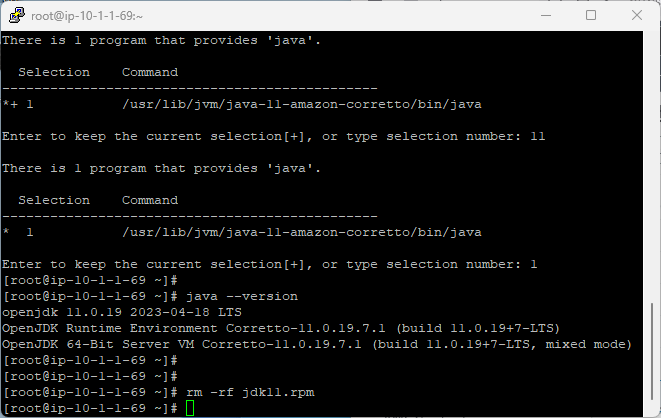 root@ip-10-1-1-69:~
There is 1 program that provides 'java'.
  Selection    Command
-----------------------------------------------
*+ 1           /usr/lib/jvm/java-11-amazon-corretto/bin/java
Enter to keep the current selection[+], or type selection number: 11
There is 1 program that provides 'java'.
  Selection    Command
-----------------------------------------------
*  1           /usr/lib/jvm/java-11-amazon-corretto/bin/java
Enter to keep the current selection[+], or type selection number: 1
[root@ip-10-1-1-69 ~]#
[root@ip-10-1-1-69 ~]# java --version
openjdk 11.0.19 2023-04-18 LTS
OpenJDK Runtime Environment Corretto-11.0.19.7.1 (build 11.0.19+7-LTS)
OpenJDK 64-Bit Server VM Corretto-11.0.19.7.1 (build 11.0.19+7-LTS, mixed mode)
[root@ip-10-1-1-69 ~]#
[root@ip-10-1-1-69 ~]#
[root@ip-10-1-1-69 ~]# rm -rf jdk11.rpm
[root@ip-10-1-1-69 ~]#